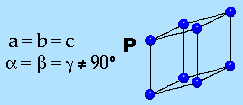 a = b = c
α = β = γ ≠ 90°
P